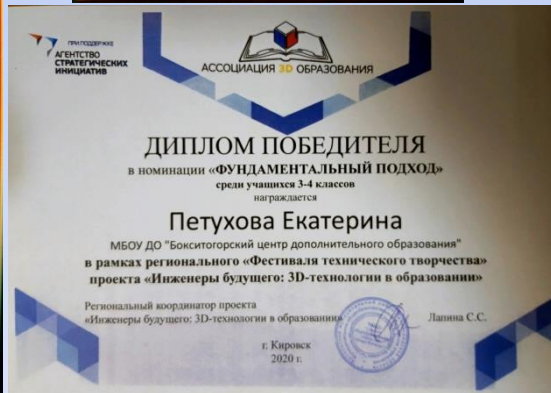 ПРИ ПОДДЕРЖКЕ
АГЕНТСТВО
СТРАТЕГИЧЕСКИХ
ИНИЦИАТИВ
АССОЦИАЦИЯ 3D ОБРАЗОВАНИЯ
ДИПЛОМ ПОБЕДИТЕЛЯ
в номинации «ФУНДАМЕНТАЛЬНЫЙ ПОДХОД»
среди учащихся 3-4 классов
награждается
Петухова Екатерина
МБОУ ДО "Бокситогорский центр дополнительного образования"
в рамках регионального «Фестиваля технического творчества»
проекта «Инженеры будущего: 3D-технологии в образовании»
Региональный координатор проекта
«Инженеры будущего: 3D-технологии в образовании»
Лапина С.С.
г. Кировск
2020 г.